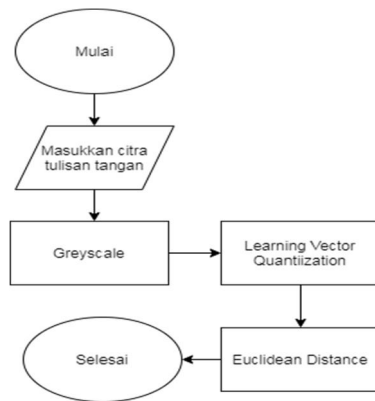 Mulai
Masukkan citra
tulisan tangan
Greyscale
Learning Vector
Quantiization
Euclidean Distance
Selesai